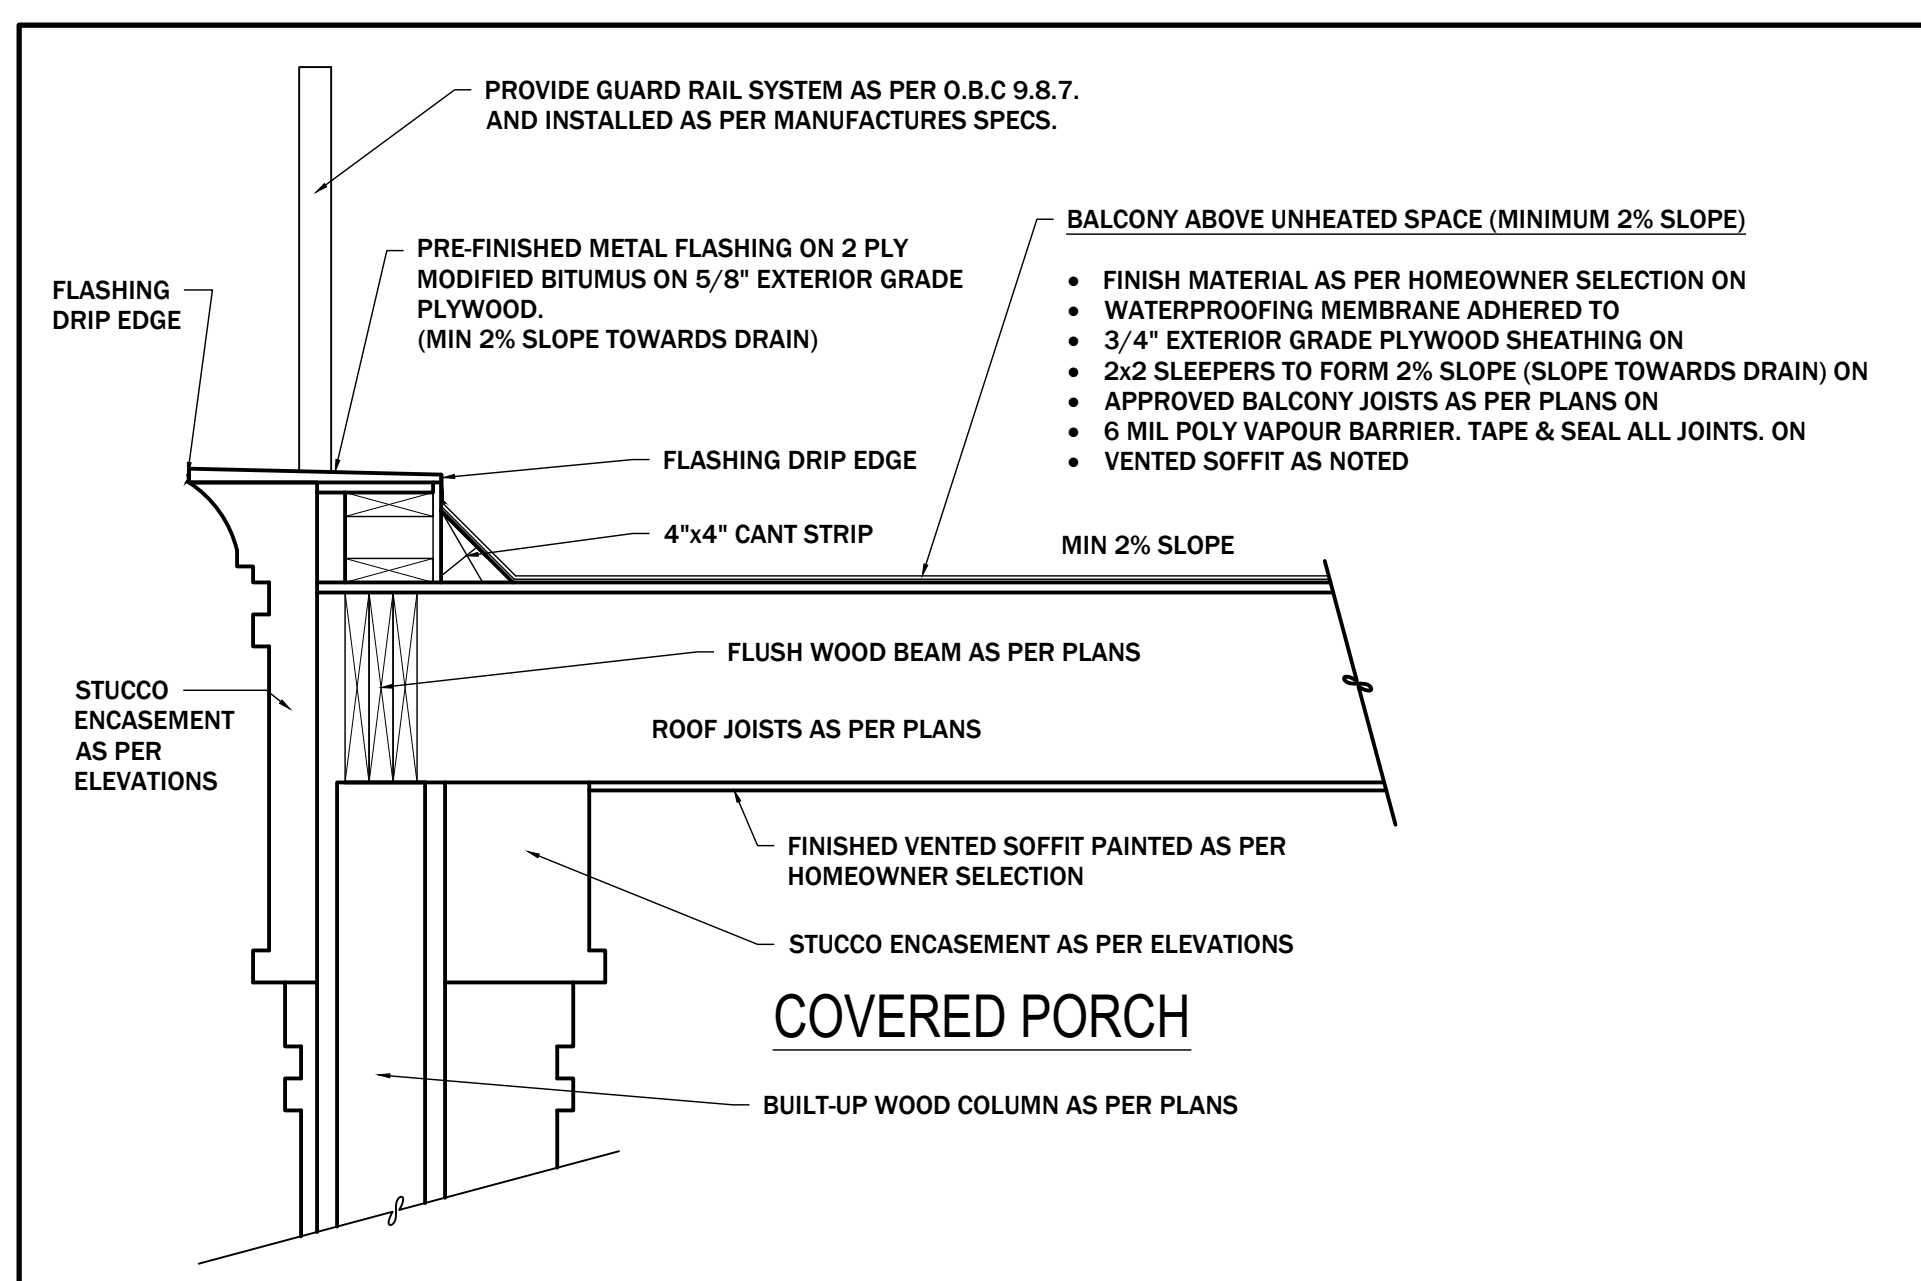 PROVIDE GUARD RAIL SYSTEM AS PER O.B.C 9.8.7.
AND INSTALLED AS PER MANUFACTURES SPECS.
BALCONY ABOVE UNHEATED SPACE (MINIMUM 2% SLOPE)
• FINISH MATERIAL AS PER HOMEOWNER SELECTION ON
• WATERPROOFING MEMBRANE ADHERED TO
• 3/4" EXTERIOR GRADE PLYWOOD SHEATHING ON
• 2x2 SLEEPERS TO FORM 2% SLOPE (SLOPE TOWARDS DRAIN) ON
• APPROVED BALCONY JOISTS AS PER PLANS ON
• 6 MIL POLY VAPOUR BARRIER. TAPE & SEAL ALL JOINTS. ON
• VENTED SOFFIT AS NOTED
PRE-FINISHED METAL FLASHING ON 2 PLY
MODIFIED BITUMUS ON 5/8" EXTERIOR GRADE
PLYWOOD.
(MIN 2% SLOPE TOWARDS DRAIN)
FLASHING
DRIP EDGE
FLASHING DRIP EDGE
4"x4" CANT STRIP
MIN 2% SLOPE
FLUSH WOOD BEAM AS PER PLANS
STUCCO
ENCASEMENT
AS PER
ELEVATIONS
ROOF JOISTS AS PER PLANS
FINISHED VENTED SOFFIT PAINTED AS PER
HOMEOWNER SELECTION
STUCCO ENCASEMENT AS PER ELEVATIONS
COVERED PORCH
BUILT-UP WOOD COLUMN AS PER PLANS